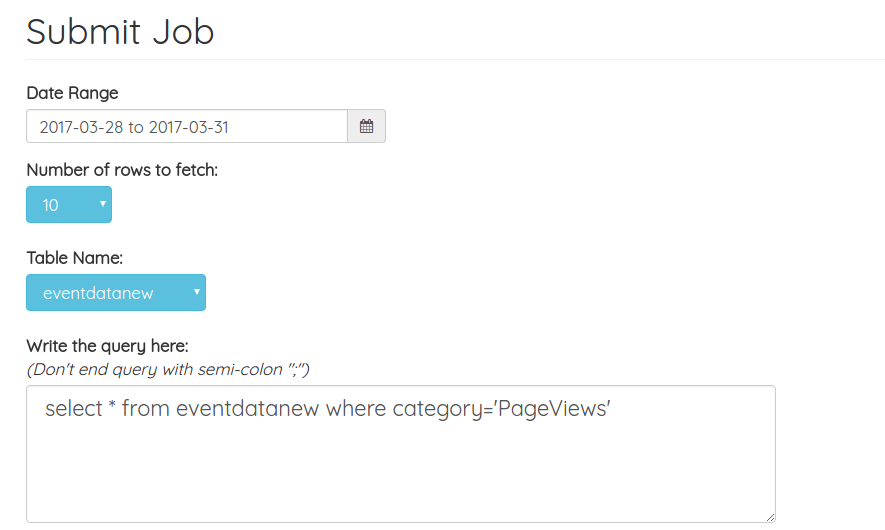 Submit Job
Date Range
2017-03-28 to 2017-03-31
Number of rows to fetch:
10
Table Name:
eventdatanew
Write the query here:
(Don't end query with semi-colon ";")
select * from eventdatanew where category='PageViews'